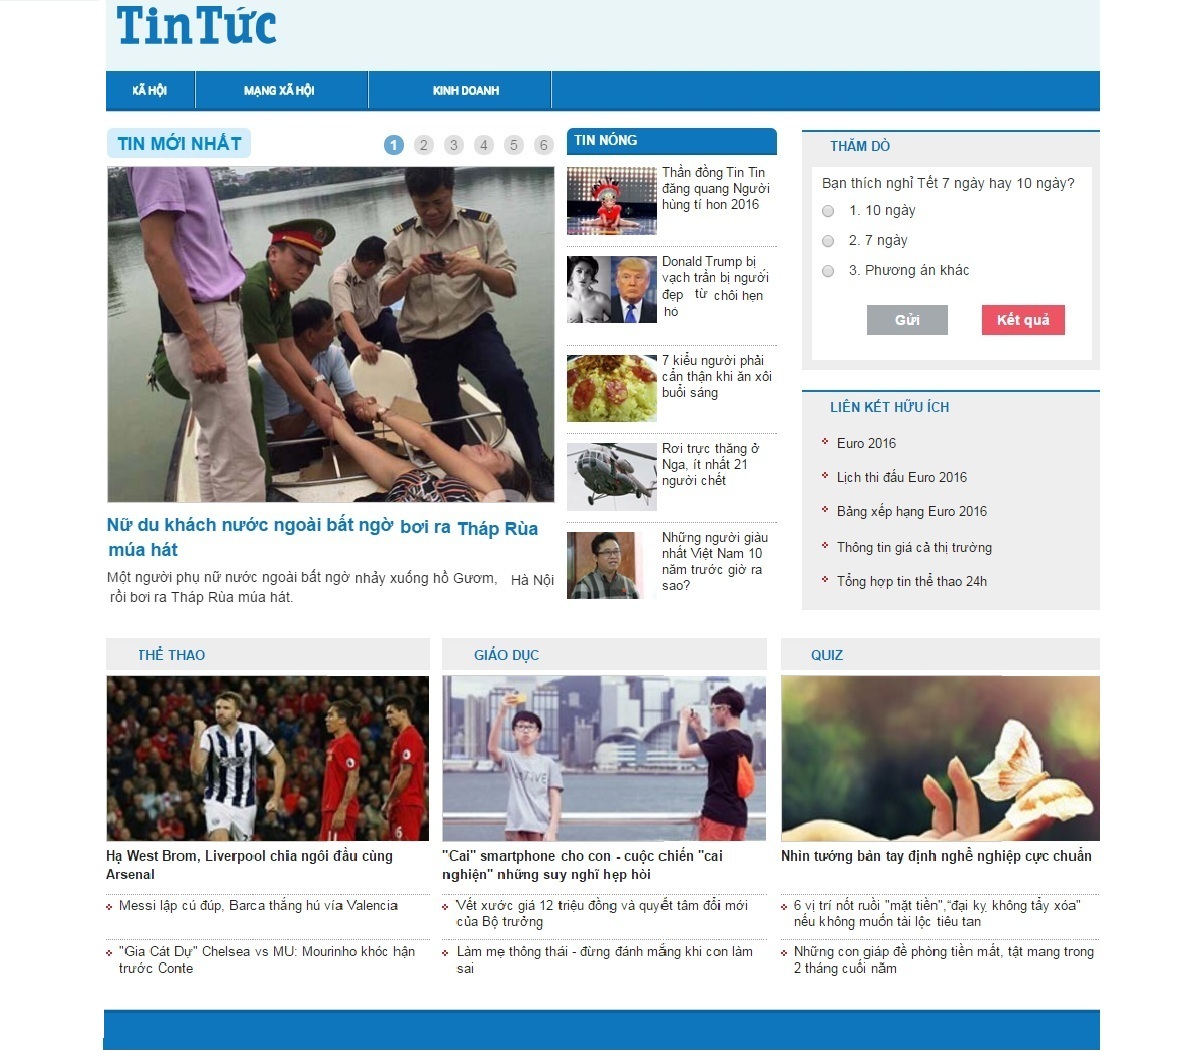 TinTức
XÃ HỘI
MẠNG XÃ HỘI
KINH DOANH
TIN MỚI NHẤT
1 2 3 4 5 6
Nữ du khách nước ngoài bất ngờ bơi ra Tháp Rùa
múa hát
Một người phụ nữ nước ngoài bất ngờ nhảy xuống hồ Gươm, Hà Nội
rồi bơi ra Tháp Rùa múa hát.
TIN NÓNG
Thần đồng Tin Tin
đăng quang Người
hùng tí hon 2016
Donald Trump bị
vạch trần bị người
đẹp từ chối hẹn
hò
7 kiểu người phải
cẩn thận khi ăn xôi
buổi sáng
Rơi trực thăng ở
Nga, ít nhất 21
người chết
Những người giàu
nhất Việt Nam 10
năm trước giờ ra
sao?
THĂM DÒ
Bạn thích nghỉ Tết 7 ngày hay 10 ngày?
1. 10 ngày
2. 7 ngày
3. Phương án khác
Gửi
Kết quả
LIÊN KẾT HỮU ÍCH
Euro 2016
Lịch thi đấu Euro 2016
Bảng xếp hạng Euro 2016
Thông tin giá cả thị trường
Tổng hợp tin thể thao 24h
THỂ THAO
Hạ West Brom, Liverpool chia ngôi đầu cùng
Arsenal
Messi lập cú đúp, Barca thắng hú vía Valencia
"Gia Cát Dự" Chelsea vs MU: Mourinho khóc hận
trước Conte
GIÁO DỤC
"Cai" smartphone cho con - cuộc chiến "cai
nghiện" những suy nghĩ hẹp hòi
Vết xước giá 12 triệu đồng và quyết tâm đổi mới
của Bộ trưởng
Làm mẹ thông thái - đừng đánh mắng khi con làm
sai
QUIZ
Nhìn tướng bàn tay định nghề nghiệp cực chuẩn
6 vị trí nốt ruồi "mặt tiền","đại kỵ không tẩy xóa"
nếu không muốn tài lộc tiêu tan
Những con giáp đề phòng tiền mất, tật mang trong
2 tháng cuối năm